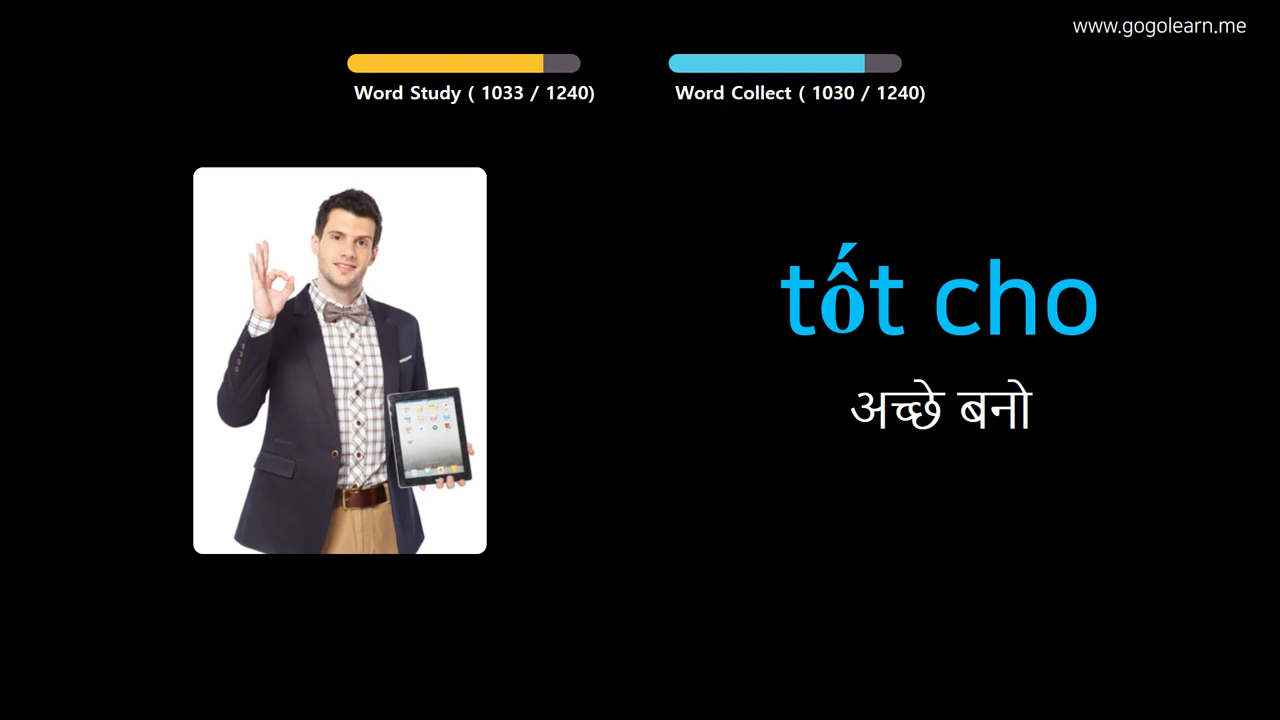 www.gogolearn.me
Word Study ( 1033 / 1240)
Word Collect ( 1030 / 1240)
tốt cho
अच्छे बनो